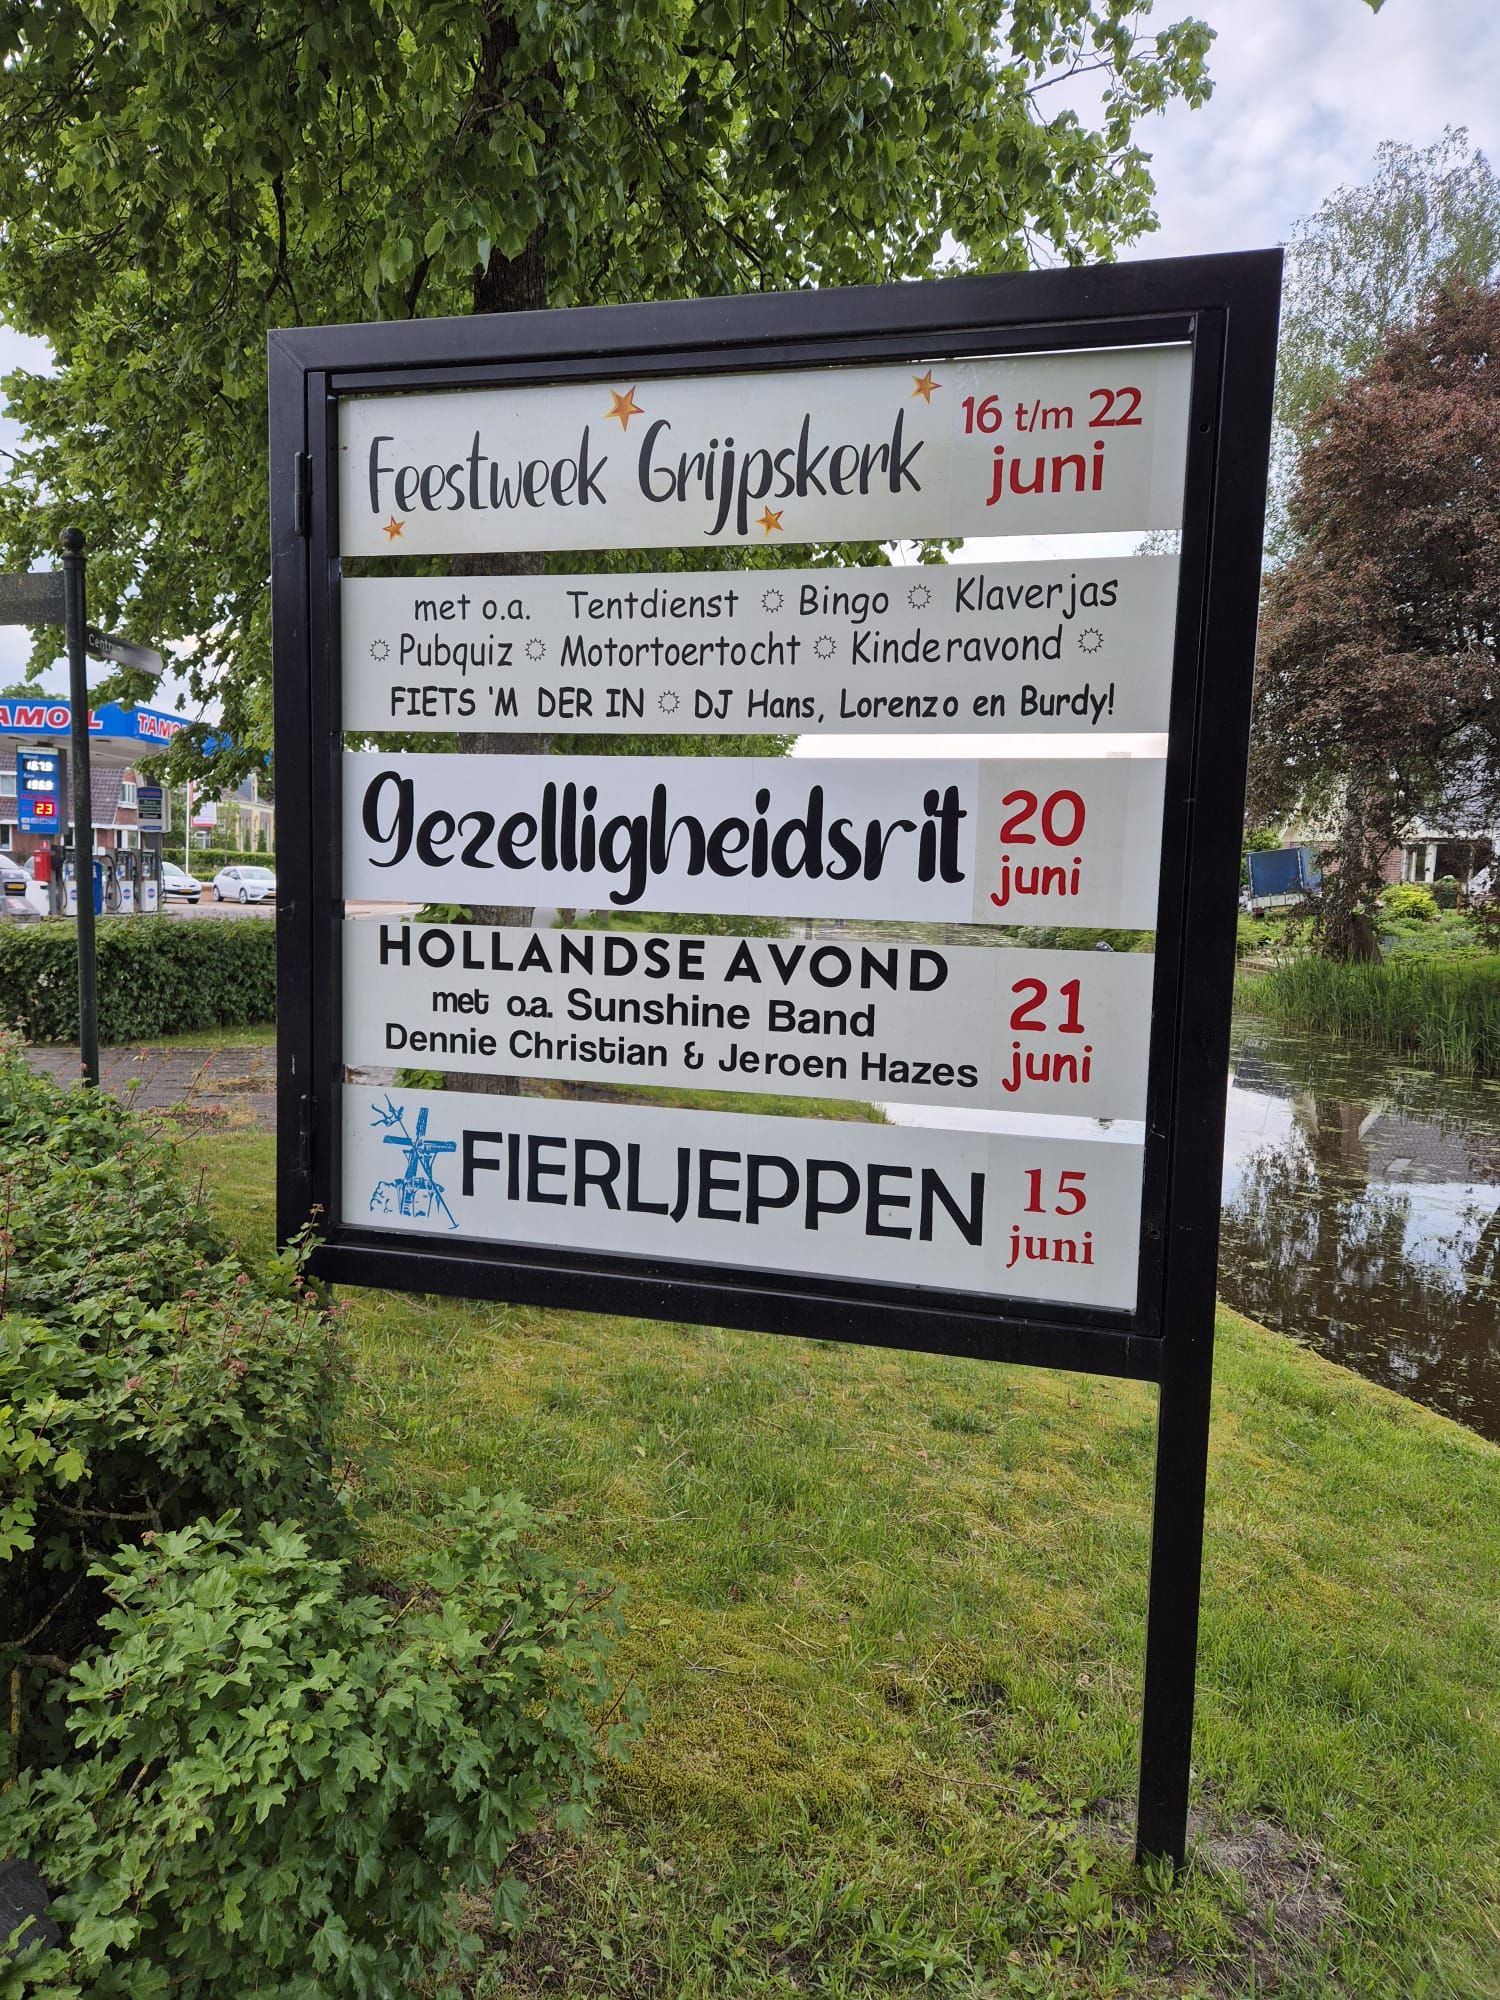 Feestweek Grijpskerk
16 t/m 22
juni
met o.a. Tentdienst Bingo Klaverjas
Pubquiz Motortoertocht Kinderavond
FIETS 'M DER IN DJ Hans, Lorenzo en Burdy!
gezelligheidsrit
20
juni
HOLLANDSE AVOND
met o.a. Sunshine Band
Dennie Christian & Jeroen Hazes
21
juni
FIERLJEPPEN
15
juni
Centrum
TAMOIL
23